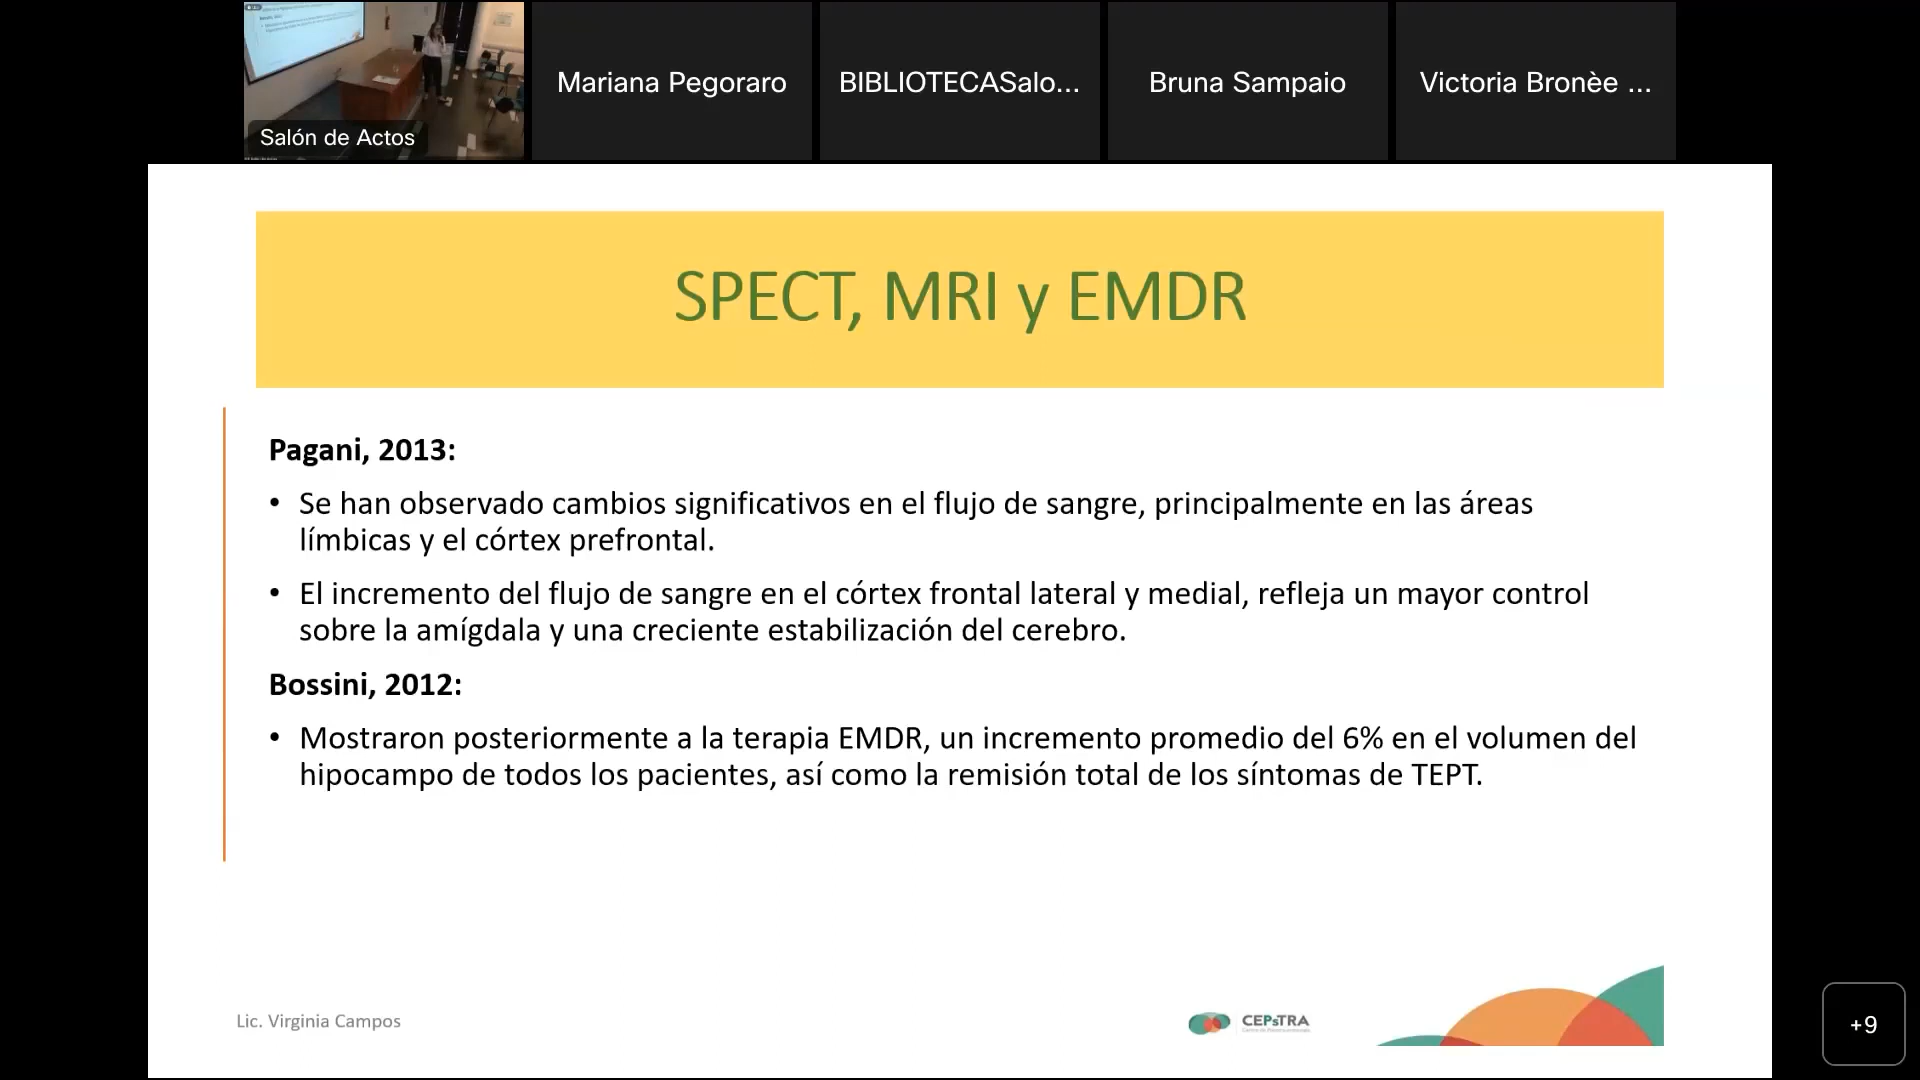 Salón de Actos
Mariana Pegoraro
BIBLIOTECASalo...
Bruna Sampaio
Victoria Bronèe ...
SPECT, MRI y EMDR
Pagani, 2013:
• Se han observado cambios significativos en el flujo de sangre, principalmente en las áreas
límbicas y el córtex prefrontal.
• El incremento del flujo de sangre en el córtex frontal lateral y medial, refleja un mayor control
sobre la amígdala y una creciente estabilización del cerebro.
Bossini, 2012:
• Mostraron posteriormente a la terapia EMDR, un incremento promedio del 6% en el volumen del
hipocampo de todos los pacientes, así como la remisión total de los síntomas de TEPT.
Lic. Virginia Campos
CEPsTRA
+9